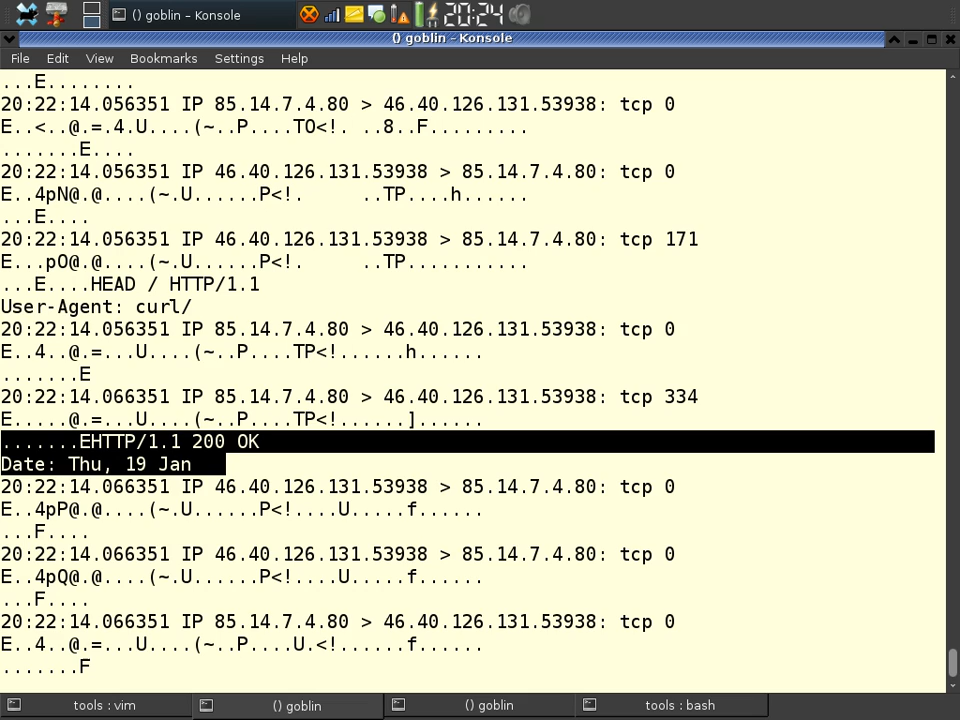 () goblin - Konsole
20:24
() goblin - Konsole
File Edit View Bookmarks Settings Help
...E........
20:22:14.056351 IP 85.14.7.4.80 > 46.40.126.131.53938: tcp 0
E..<..@.=.4.U....(~..P....TO<!. ..8..F.........
.......E....
20:22:14.056351 IP 46.40.126.131.53938 > 85.14.7.4.80: tcp 0
E..4pN@.@....(~.U......P<!.     ..TP....h......
...E....
20:22:14.056351 IP 46.40.126.131.53938 > 85.14.7.4.80: tcp 171
E...pO@.@....(~.U......P<!.     ..TP...........
...E....HEAD / HTTP/1.1
User-Agent: curl/
20:22:14.056351 IP 85.14.7.4.80 > 46.40.126.131.53938: tcp 0
E..4..@.=...U....(~..P....TP<!......h......
.......E
20:22:14.066351 IP 85.14.7.4.80 > 46.40.126.131.53938: tcp 334
E.....@.=...U....(~..P....TP<!......]......
.......EHTTP/1.1 200 OK
Date: Thu, 19 Jan
20:22:14.066351 IP 46.40.126.131.53938 > 85.14.7.4.80: tcp 0
E..4pP@.@....(~.U......P<!....U.....f......
...F....
20:22:14.066351 IP 46.40.126.131.53938 > 85.14.7.4.80: tcp 0
E..4pQ@.@....(~.U......P<!....U.....f......
...F....
20:22:14.066351 IP 85.14.7.4.80 > 46.40.126.131.53938: tcp 0
E..4..@.=...U....(~..P....U.<!......f......
.......F
tools : vim
() goblin
() goblin
tools : bash